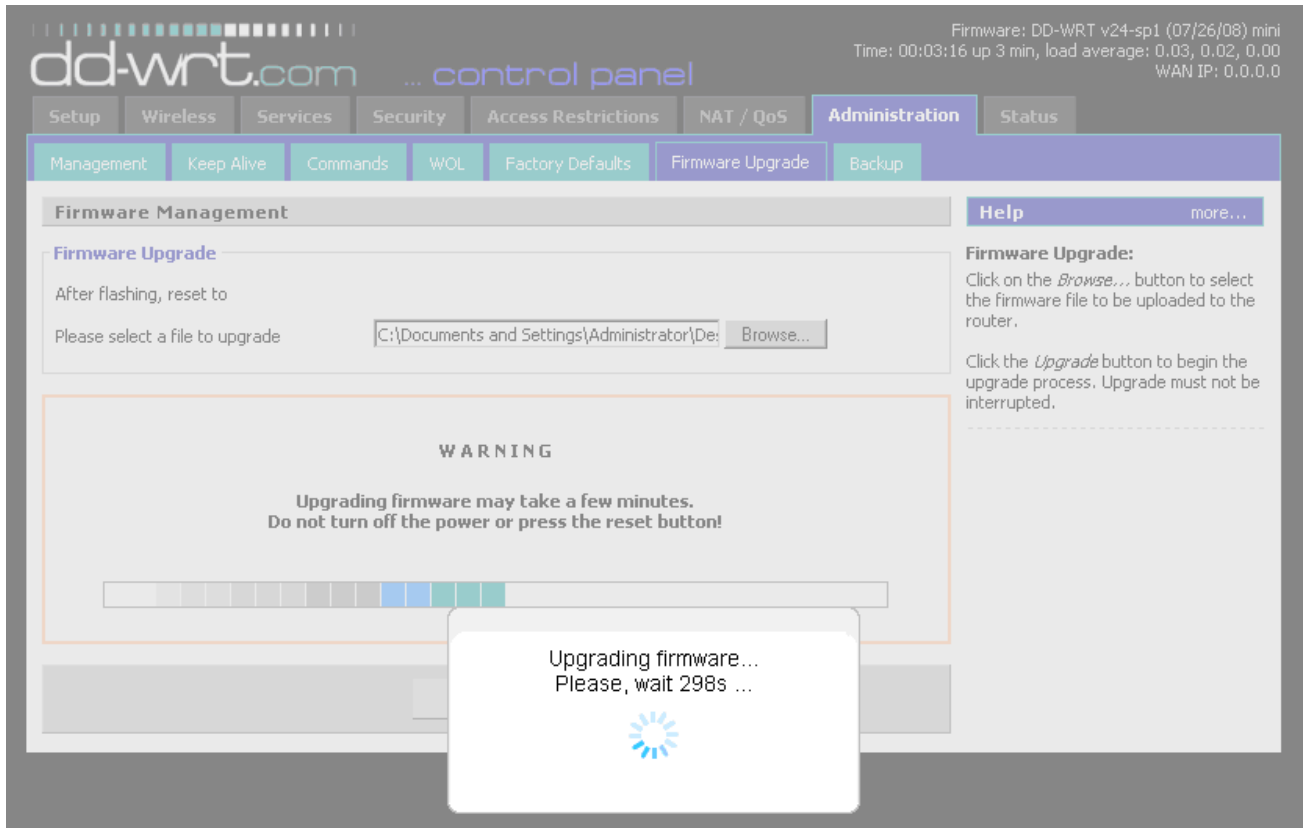 Firmware: DD-WRT v24-sp1 (07/26/08) mini
Time: 00:03:16 up 3 min, load average: 0.03, 0.02, 0.00
WAN IP: 0.0.0.0
dd-wrt.com ... control panel
Setup Wireless Services Security Access Restrictions NAT / QoS Administration Status
Management Keep Alive Commands WOL Factory Defaults Firmware Upgrade Backup
Firmware Management
Firmware Upgrade
After flashing, reset to
Please select a file to upgrade C:\Documents and Settings\Administrator\De Browse...
WARNING
Upgrading firmware may take a few minutes.
Do not turn off the power or press the reset button!
Upgrading firmware...
Please, wait 298s ...
Help more...
Firmware Upgrade:
Click on the Browse... button to select
the firmware file to be uploaded to the
router.
Click the Upgrade button to begin the
upgrade process. Upgrade must not be
interrupted.